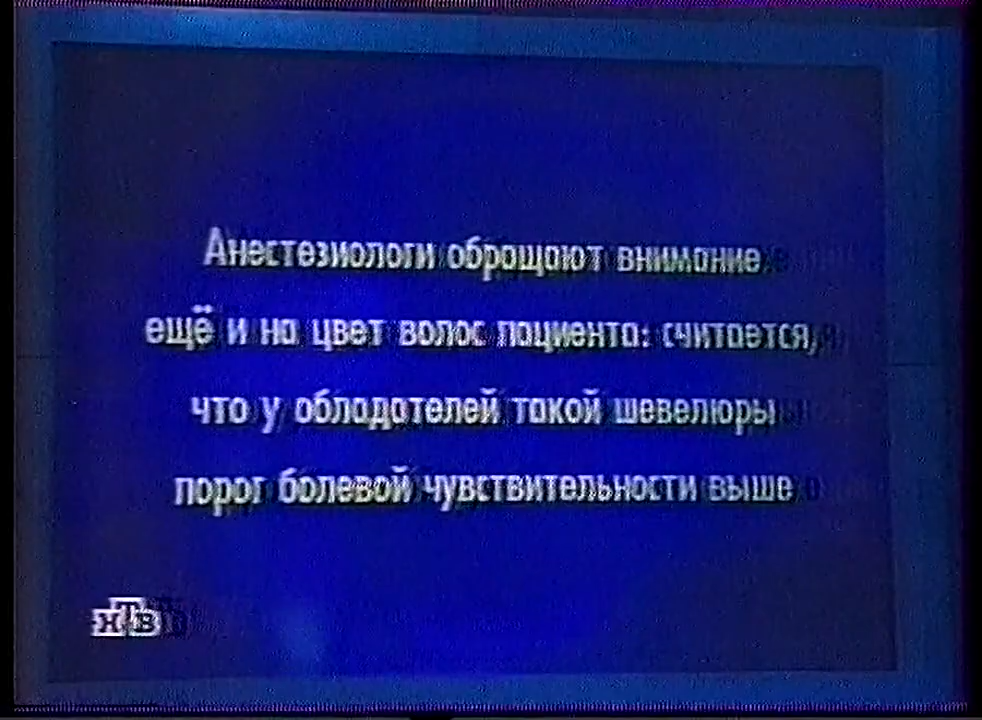 Анестезиологи обращают внимание
ещё и на цвет волос пациента: считается,
что у обладателей такой шевелюры
порог болевой чувствительности выше
НТВ